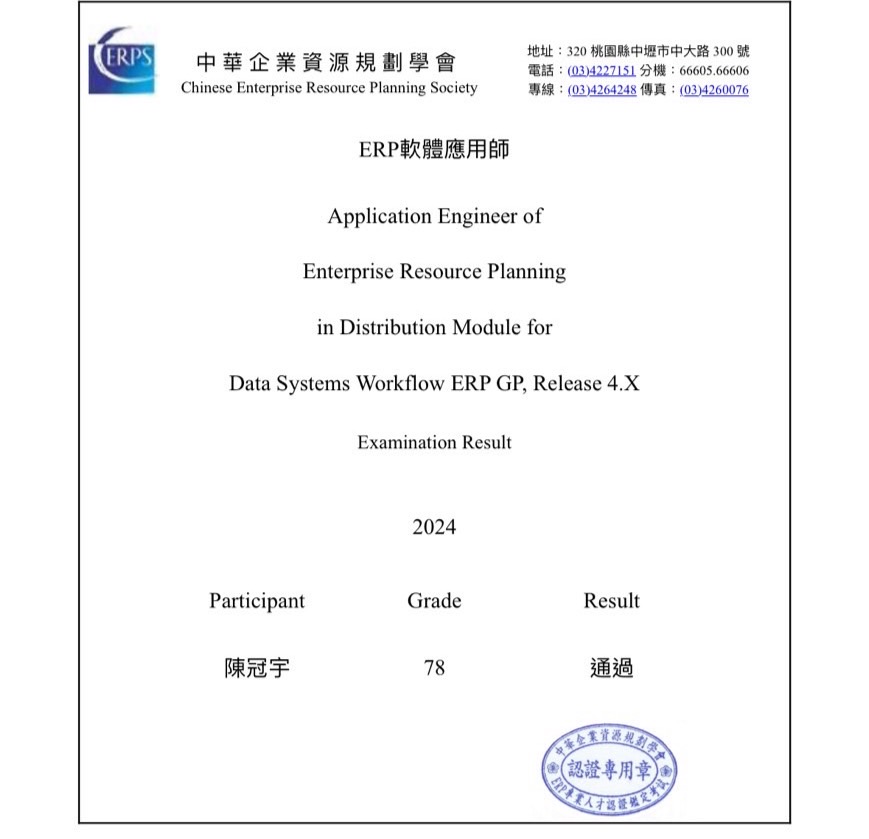 CERPS
中華企業資源規劃學會
Chinese Enterprise Resource Planning Society
地址：320 桃園縣中壢市中大路 300 號
電話：(03)4227151 分機：66605.66606
專線：(03)4264248 傳真：(03)4260076
ERP軟體應用師
Application Engineer of
Enterprise Resource Planning
in Distribution Module for
Data Systems Workflow ERP GP, Release 4.X
Examination Result
2024
Participant Grade Result
陳冠宇 78 通過
中華企業資源規劃學會
認證專用章
ERP專業人才認證鑑定考試